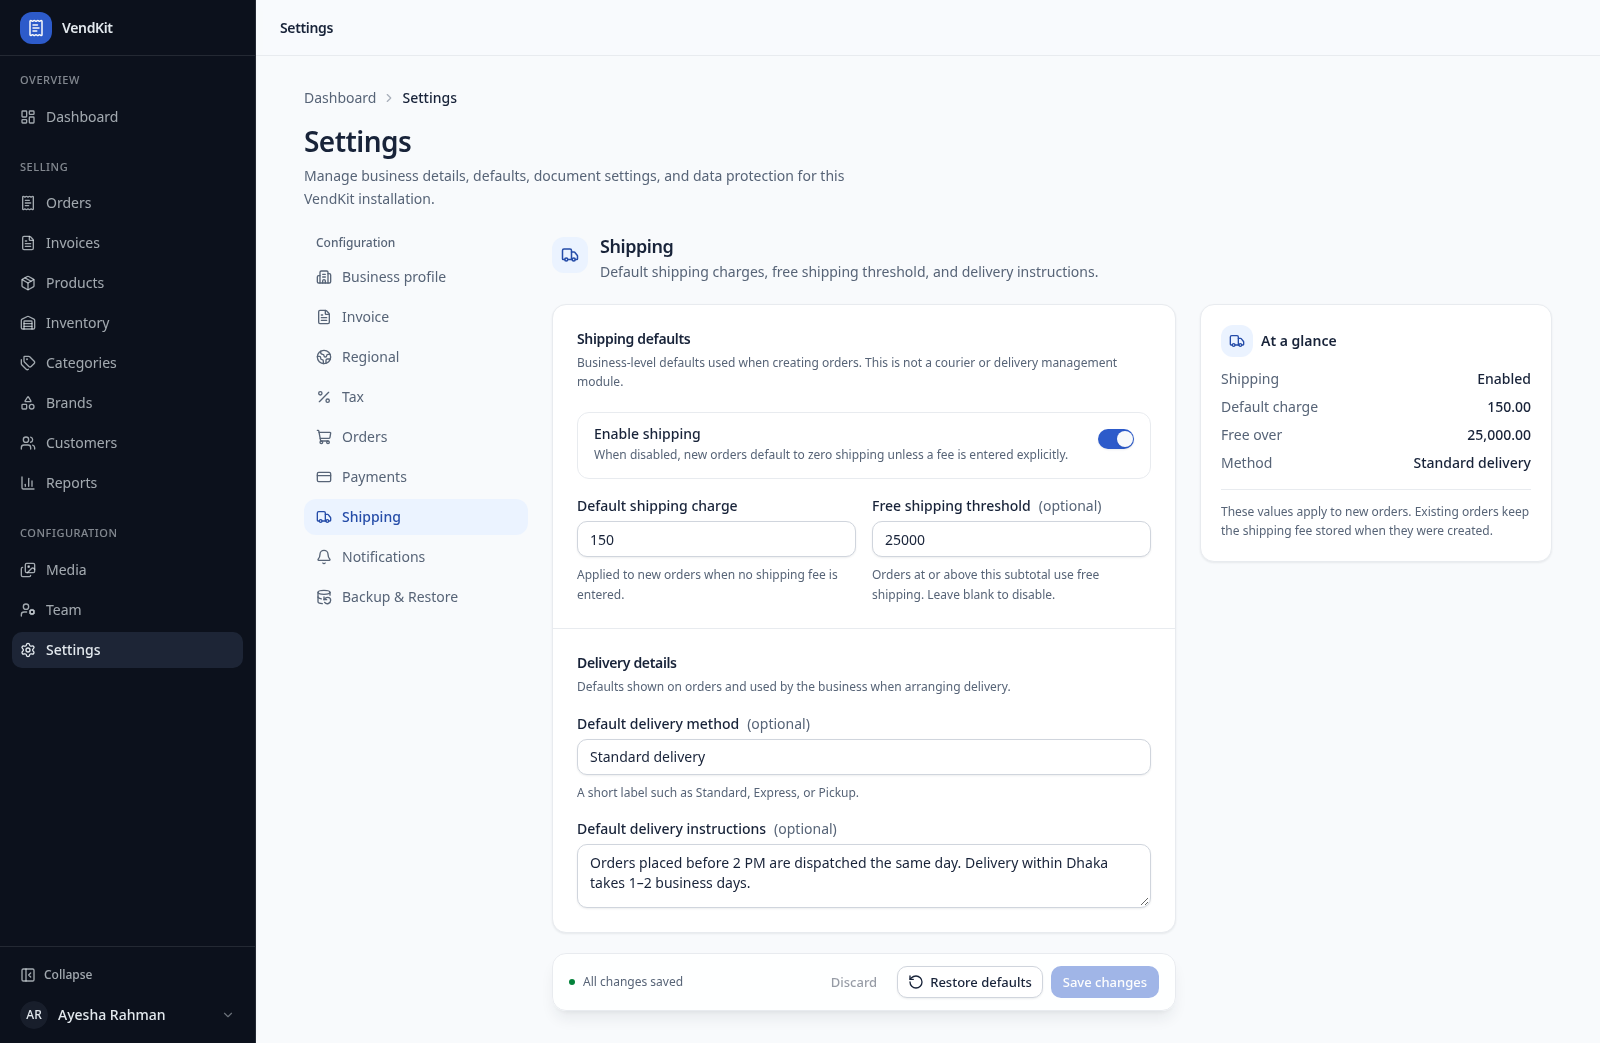 VendKit
OVERVIEW
Dashboard
SELLING
Orders
Invoices
Products
Inventory
Categories
Brands
Customers
Reports
CONFIGURATION
Media
Team
Settings
Collapse
AR
Ayesha Rahman
Settings
Dashboard
Settings
Settings
Manage business details, defaults, document settings, and data protection for this
VendKit installation.
Configuration
Business profile
Invoice
Regional
Tax
Orders
Payments
Shipping
Notifications
Backup & Restore
Shipping
Default shipping charges, free shipping threshold, and delivery instructions.
Shipping defaults
Business-level defaults used when creating orders. This is not a courier or delivery management
module.
Enable shipping
When disabled, new orders default to zero shipping unless a fee is entered explicitly.
Default shipping charge
150
Applied to new orders when no shipping fee is
entered.
Free shipping threshold (optional)
25000
Orders at or above this subtotal use free
shipping. Leave blank to disable.
Delivery details
Defaults shown on orders and used by the business when arranging delivery.
Default delivery method (optional)
Standard delivery
A short label such as Standard, Express, or Pickup.
Default delivery instructions (optional)
Orders placed before 2 PM are dispatched the same day. Delivery within Dhaka
takes 1–2 business days.
All changes saved
Discard
Restore defaults
Save changes
At a glance
Shipping Enabled
Default charge 150.00
Free over 25,000.00
Method Standard delivery
These values apply to new orders. Existing orders keep
the shipping fee stored when they were created.